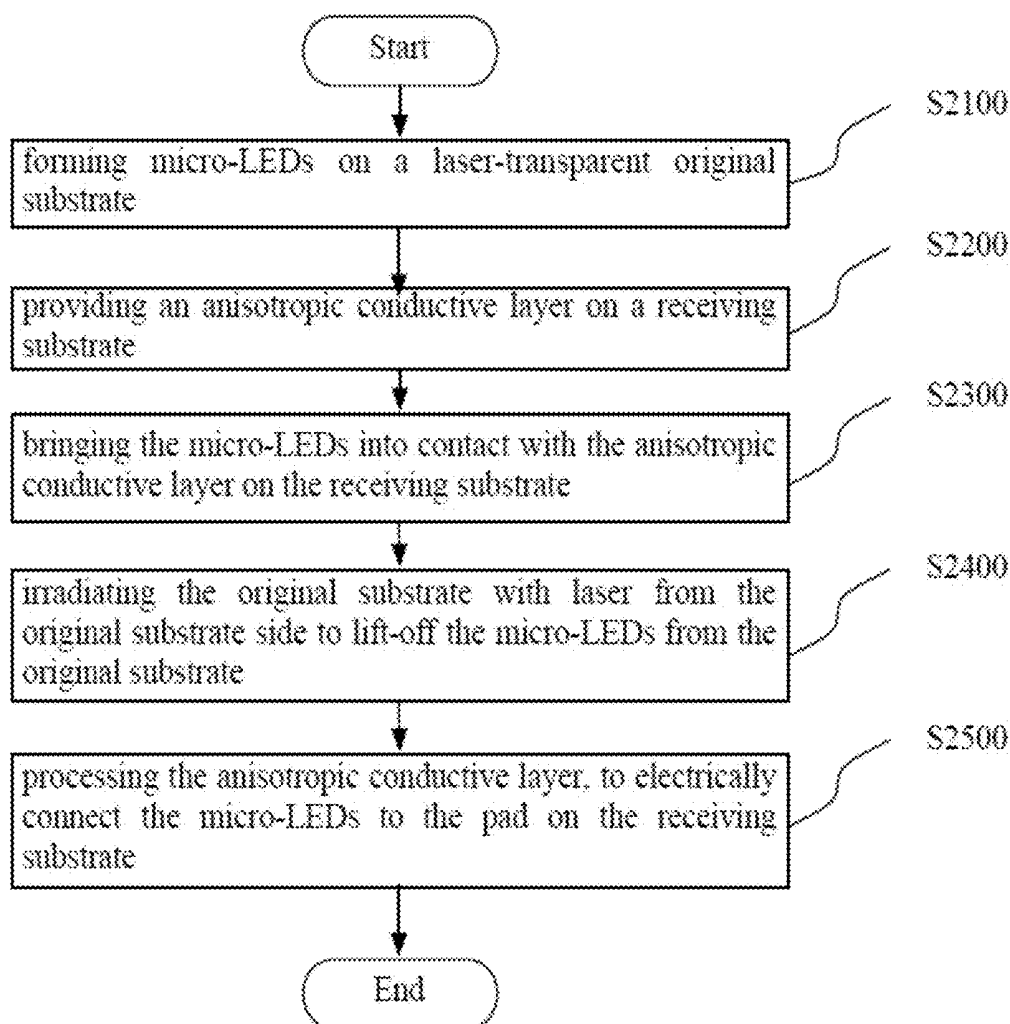 Start
S2100
forming micro-LEDs on a laser-transparent original
substrate
S2200
providing an anisotropic conductive layer on a receiving
substrate
S2300
bringing the micro-LEDs into contact with the anisotropic
conductive layer on the receiving substrate
S2400
irradiating the original substrate with laser from the
original substrate side to lift-off the micro-LEDs from the
original substrate
S2500
processing the anisotropic conductive layer, to electrically
connect the micro-LEDs to the pad on the receiving
substrate
End